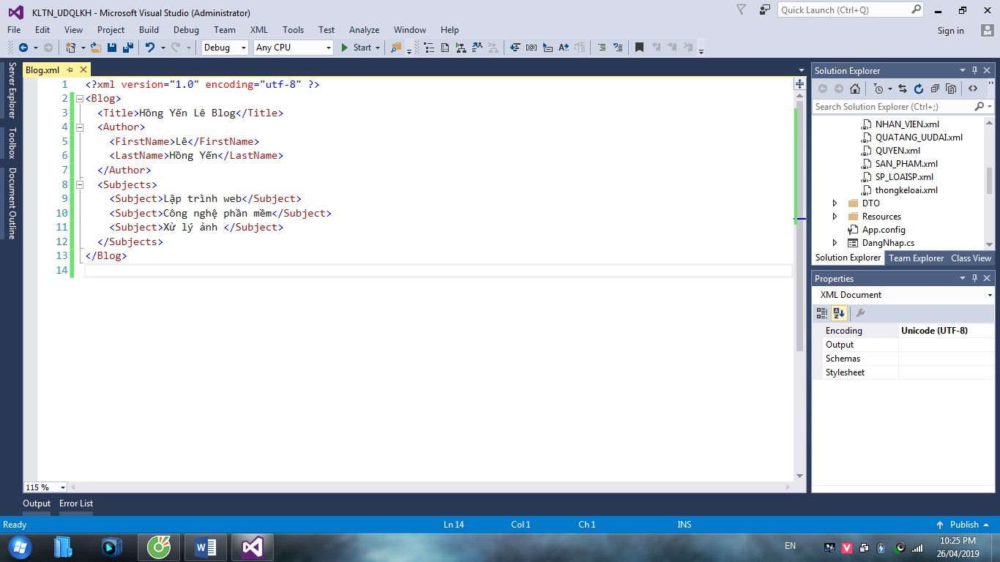 KLTN_UDQLKH - Microsoft Visual Studio (Administrator)
Quick Launch (Ctrl+Q)
File Edit View Project Build Debug Team XML Tools Test Analyze Window Help
Sign in
Debug Any CPU Start
Server Explorer
Toolbox
Document Outline
Blog.xml
1 <?xml version="1.0" encoding="utf-8" ?>
2 <Blog>
3 <Title>Hồng Yến Lê Blog</Title>
4 <Author>
5 <FirstName>Lê</FirstName>
6 <LastName>Hồng Yến</LastName>
7 </Author>
8 <Subjects>
9 <Subject>Lập trình web</Subject>
10 <Subject>Công nghệ phần mềm</Subject>
11 <Subject>Xử lý ảnh </Subject>
12 </Subjects>
13 </Blog>
14
115 %
Solution Explorer
Search Solution Explorer (Ctrl+;)
NHAN_VIEN.xml
QUATANG_UUDAI.xml
QUYEN.xml
SAN_PHAM.xml
SP_LOAISP.xml
thongkeloai.xml
DTO
Resources
App.config
DangNhap.cs
Solution Explorer Team Explorer Class View
Properties
XML Document
Encoding Unicode (UTF-8)
Output
Schemas
Stylesheet
Output Error List
Ready Ln 14 Col 1 Ch 1 INS Publish
EN
10:25 PM
26/04/2019